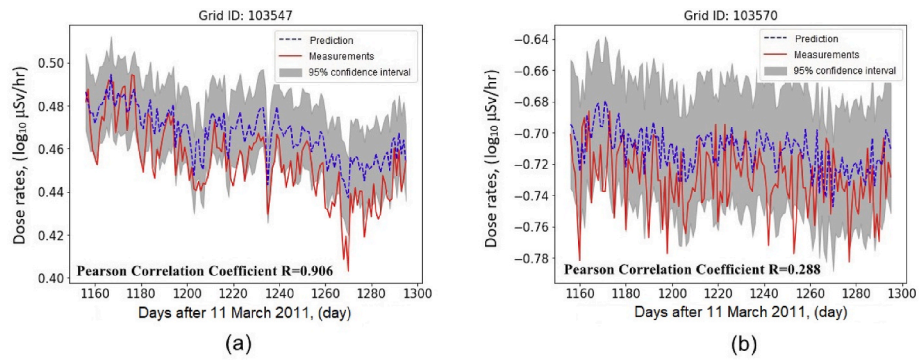 Grid ID: 103547
Prediction
Measurements
95% confidence interval
Dose rates, (log₁₀ μSv/hr)
0.50
0.48
0.46
0.44
0.42
0.40
Pearson Correlation Coefficient R=0.906
1160 1180 1200 1220 1240 1260 1280 1300
Days after 11 March 2011, (day)
(a)
Grid ID: 103570
Prediction
Measurements
95% confidence interval
Dose rates, (log₁₀ μSv/hr)
−0.64
−0.66
−0.68
−0.70
−0.72
−0.74
−0.76
−0.78
Pearson Correlation Coefficient R=0.288
1160 1180 1200 1220 1240 1260 1280 1300
Days after 11 March 2011, (day)
(b)